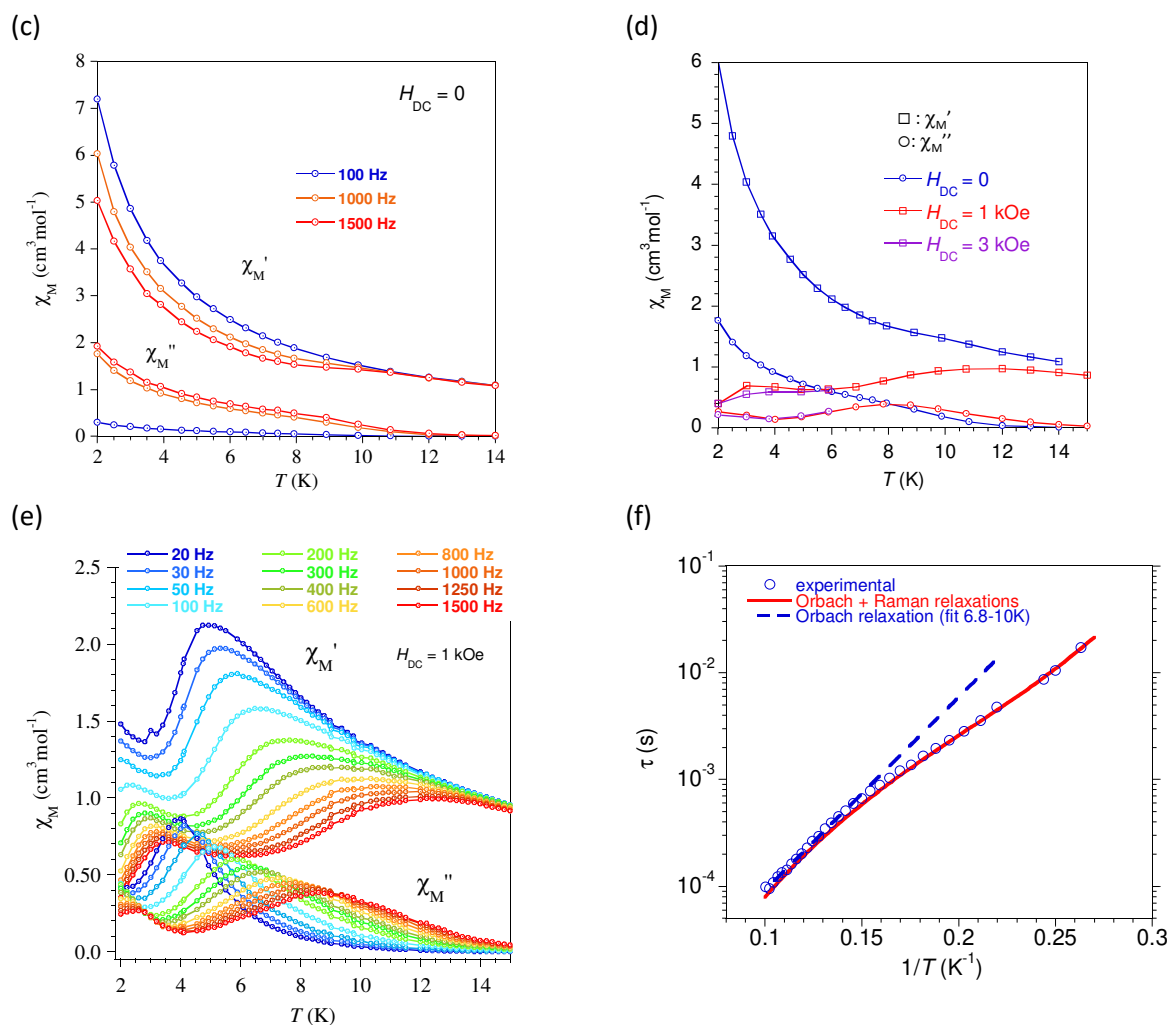 (c)
8
7
6
5
4
3
2
1
0
χM (cm³mol⁻¹)
HDC = 0
100 Hz
1000 Hz
1500 Hz
χM'
χM''
2 4 6 8 10 12 14
T (K)
(d)
6
5
4
3
2
1
0
χM (cm³mol⁻¹)
□ : χM'
○ : χM''
HDC = 0
HDC = 1 kOe
HDC = 3 kOe
2 4 6 8 10 12 14
T (K)
(e)
20 Hz 200 Hz 800 Hz
30 Hz 300 Hz 1000 Hz
50 Hz 400 Hz 1250 Hz
100 Hz 600 Hz 1500 Hz
2.5
2.0
1.5
1.0
0.50
0.0
χM (cm³mol⁻¹)
χM'
HDC = 1 kOe
χM''
2 4 6 8 10 12 14
T (K)
(f)
10⁻¹
10⁻²
10⁻³
10⁻⁴
τ (s)
experimental
Orbach + Raman relaxations
Orbach relaxation (fit 6.8-10K)
0.1 0.15 0.2 0.25 0.3
1/T (K⁻¹)